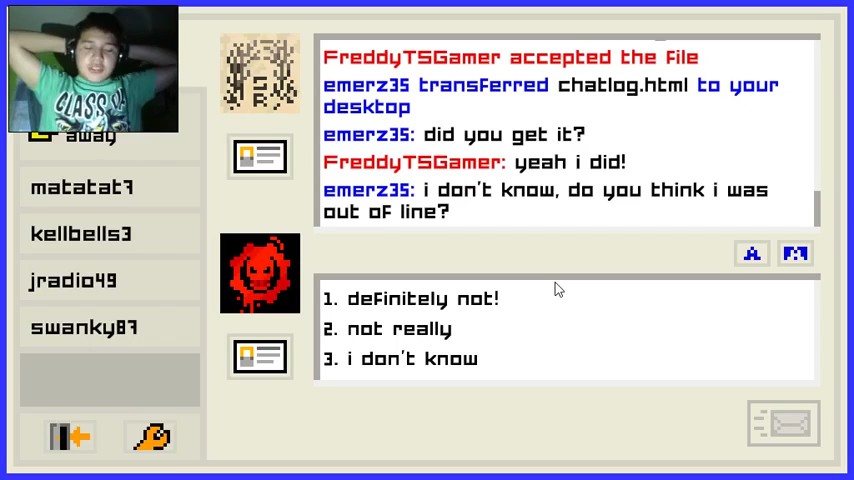 CLASS OF
FreddyTSGamer accepted the file
emerz35 transferred chatlog.html to your
desktop
emerz35: did you get it?
FreddyTSGamer: yeah i did!
emerz35: i don't know, do you think i was
out of line?
away
matatat7
kellbells3
jradio49
swanky87
1. definitely not!
2. not really
3. i don't know